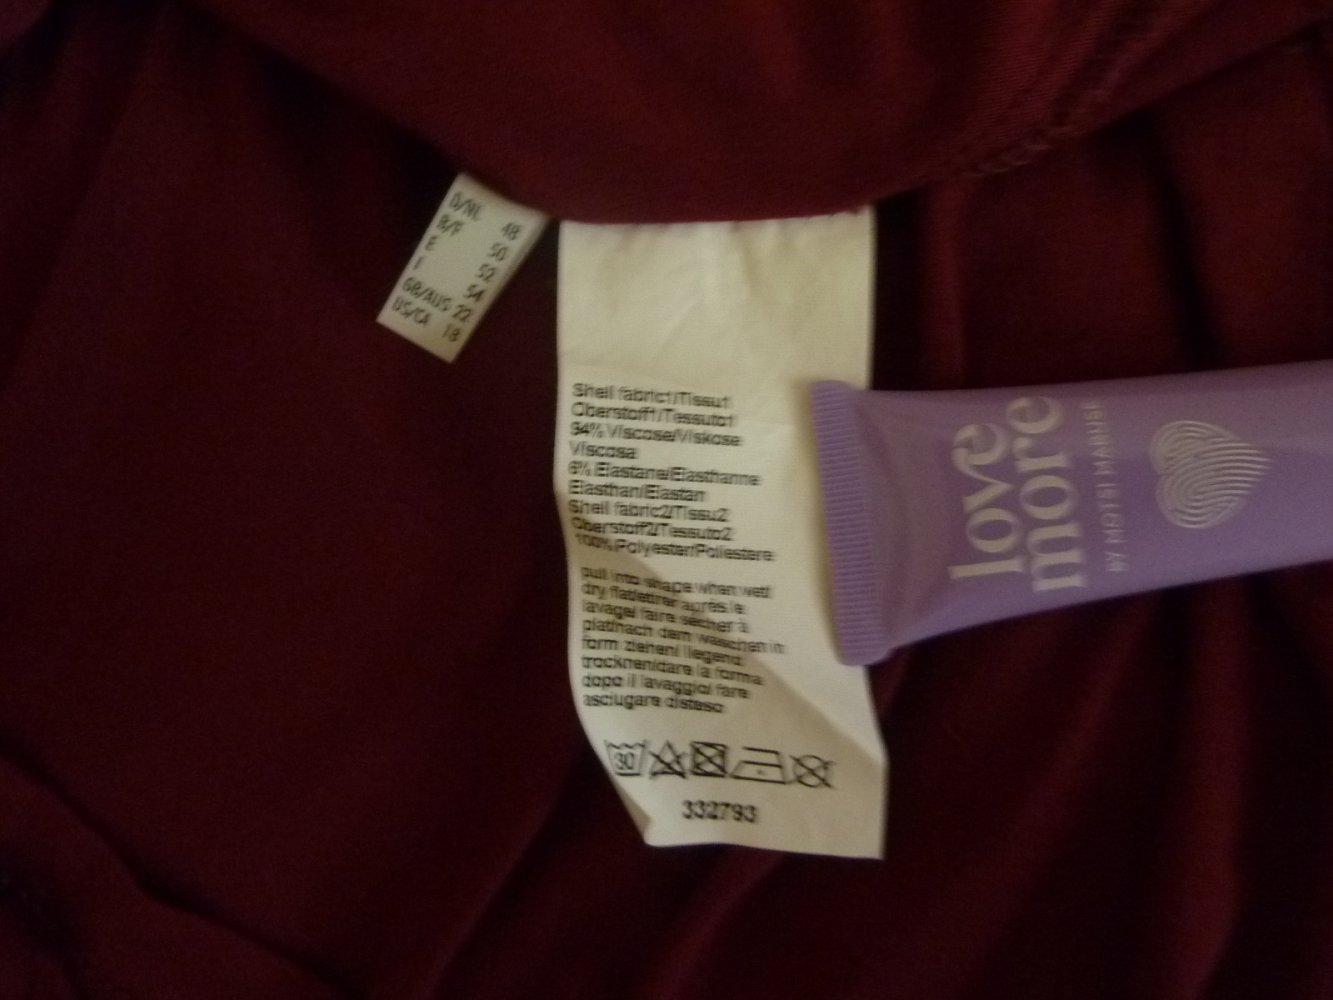 D/NL 48
B/F 50
E 52
I 54
GB/AUS 22
US/CA 18
Shell fabric1/Tissu1
Oberstoff1/Tessuto1
94% Viscose/Viskose
Viscosa
6% Elastane/Elasthanne
Elasthan/Elastan
Shell fabric2/Tissu2
Oberstoff2/Tessuto2
100% Polyester/Poliestere
pull into shape when wet/
dry flat/etirer après le
lavage/ faire sécher à
plat/nach dem waschen in
form ziehen/ liegend
trocknen/dare la forma
dopo il lavaggio/ fare
asciugare disteso
30
332793
love
more
BY MOTSI MABUSE